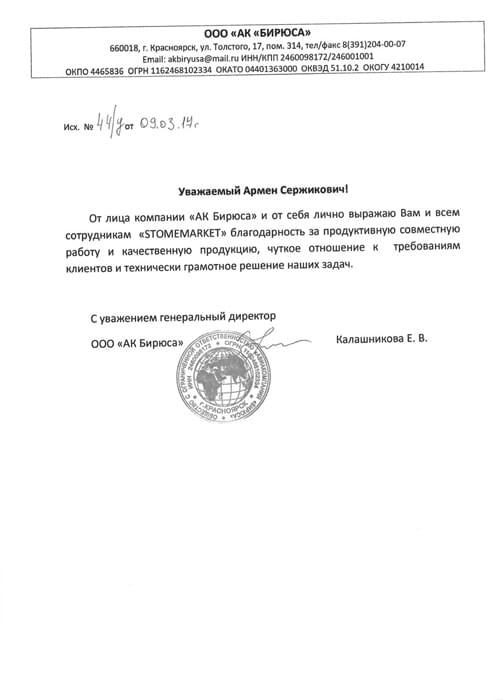 ООО «АК «БИРЮСА»
660018, г. Красноярск, ул. Толстого, 17, пом. 314, тел/факс 8(391)204-00-07
Email: akbiryusa@mail.ru ИНН/КПП 2460098172/246001001
ОКПО 4465836 ОГРН 1162468102334 ОКАТО 04401363000 ОКВЭД 51.10.2 ОКОГУ 4210014
Исх. № 44/у от 09.03.17г
Уважаемый Армен Сержикович!
От лица компании «АК Бирюса» и от себя лично выражаю Вам и всем
сотрудникам «STOMEMARKET» благодарность за продуктивную совместную
работу и качественную продукцию, чуткое отношение к требованиям
клиентов и технически грамотное решение наших задач.
С уважением генеральный директор
ООО «АК Бирюса»
Калашникова Е. В.
ОБЩЕСТВО С ОГРАНИЧЕННОЙ ОТВЕТСТВЕННОСТЬЮ «АВИАКОМПАНИЯ «БИРЮСА»
ИНН 2460098172 * ОГРН 1162468102334
г. КРАСНОЯРСК